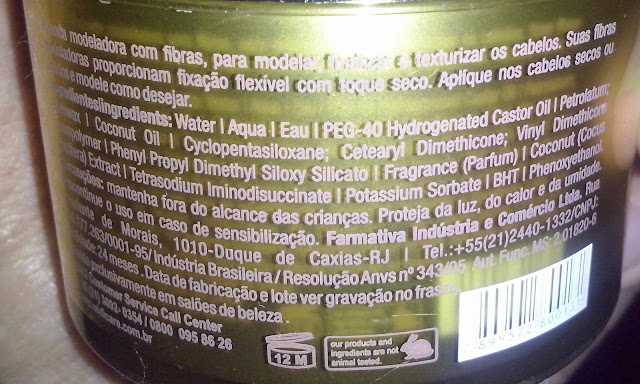 modeladora com fibras, para modelar, finalizar e texturizar os cabelos. Suas fibras
proporcionam fixação flexível com toque seco. Aplique nos cabelos secos ou
e modele como desejar.
Ingredients: Water | Aqua | Eau | PEG-40 Hydrogenated Castor Oil | Petrolatum;
| Coconut Oil | Cyclopentasiloxane; Cetearyl Dimethicone; Vinyl Dimethicone
| Phenyl Propyl Dimethyl Siloxy Silicato | Fragrance (Parfum) | Coconut (Cocus
Extract | Tetrasodium Iminodisuccinate | Potassium Sorbate | BHT | Phenoxyethanol.
mantenha fora do alcance das crianças. Proteja da luz, do calor e da umidade.
o uso em caso de sensibilização. Farmativa Indústria e Comércio Ltda. Rua
de Morais, 1010-Duque de Caxias-RJ | Tel.:+55(21)2440-1332/CNPJ:
263/0001-95/ Indústria Brasileira / Resolução Anvs nº 343/05 Aut. Func. MS: 2.01820-6
24 meses .Data de fabricação e lote ver gravação no frasco.
exclusivamente em salões de beleza .
Customer Service Call Center
3002- 0354 / 0800 095 86 26
12 M
our products and
ingredients are not
animal tested.